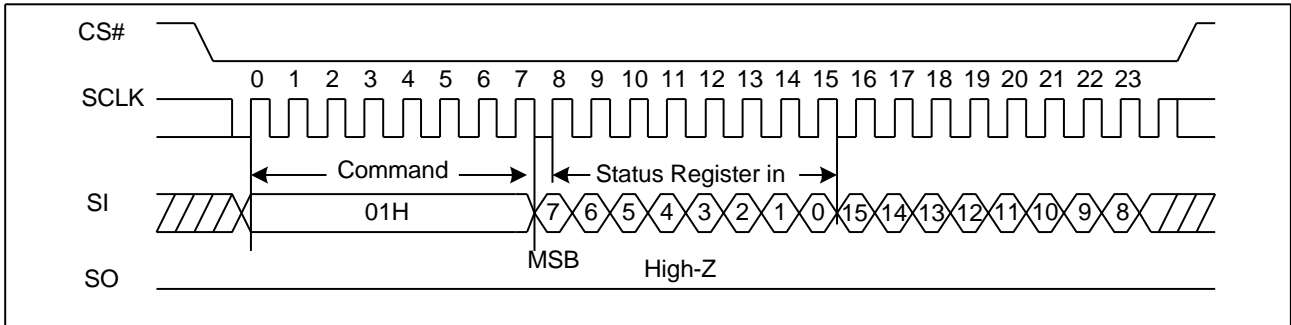 CS#
0 1 2 3 4 5 6 7 8 9 10 11 12 13 14 15 16 17 18 19 20 21 22 23
SCLK
Command Status Register in
SI 01H 7 6 5 4 3 2 1 0 15 14 13 12 11 10 9 8
MSB High-Z
SO